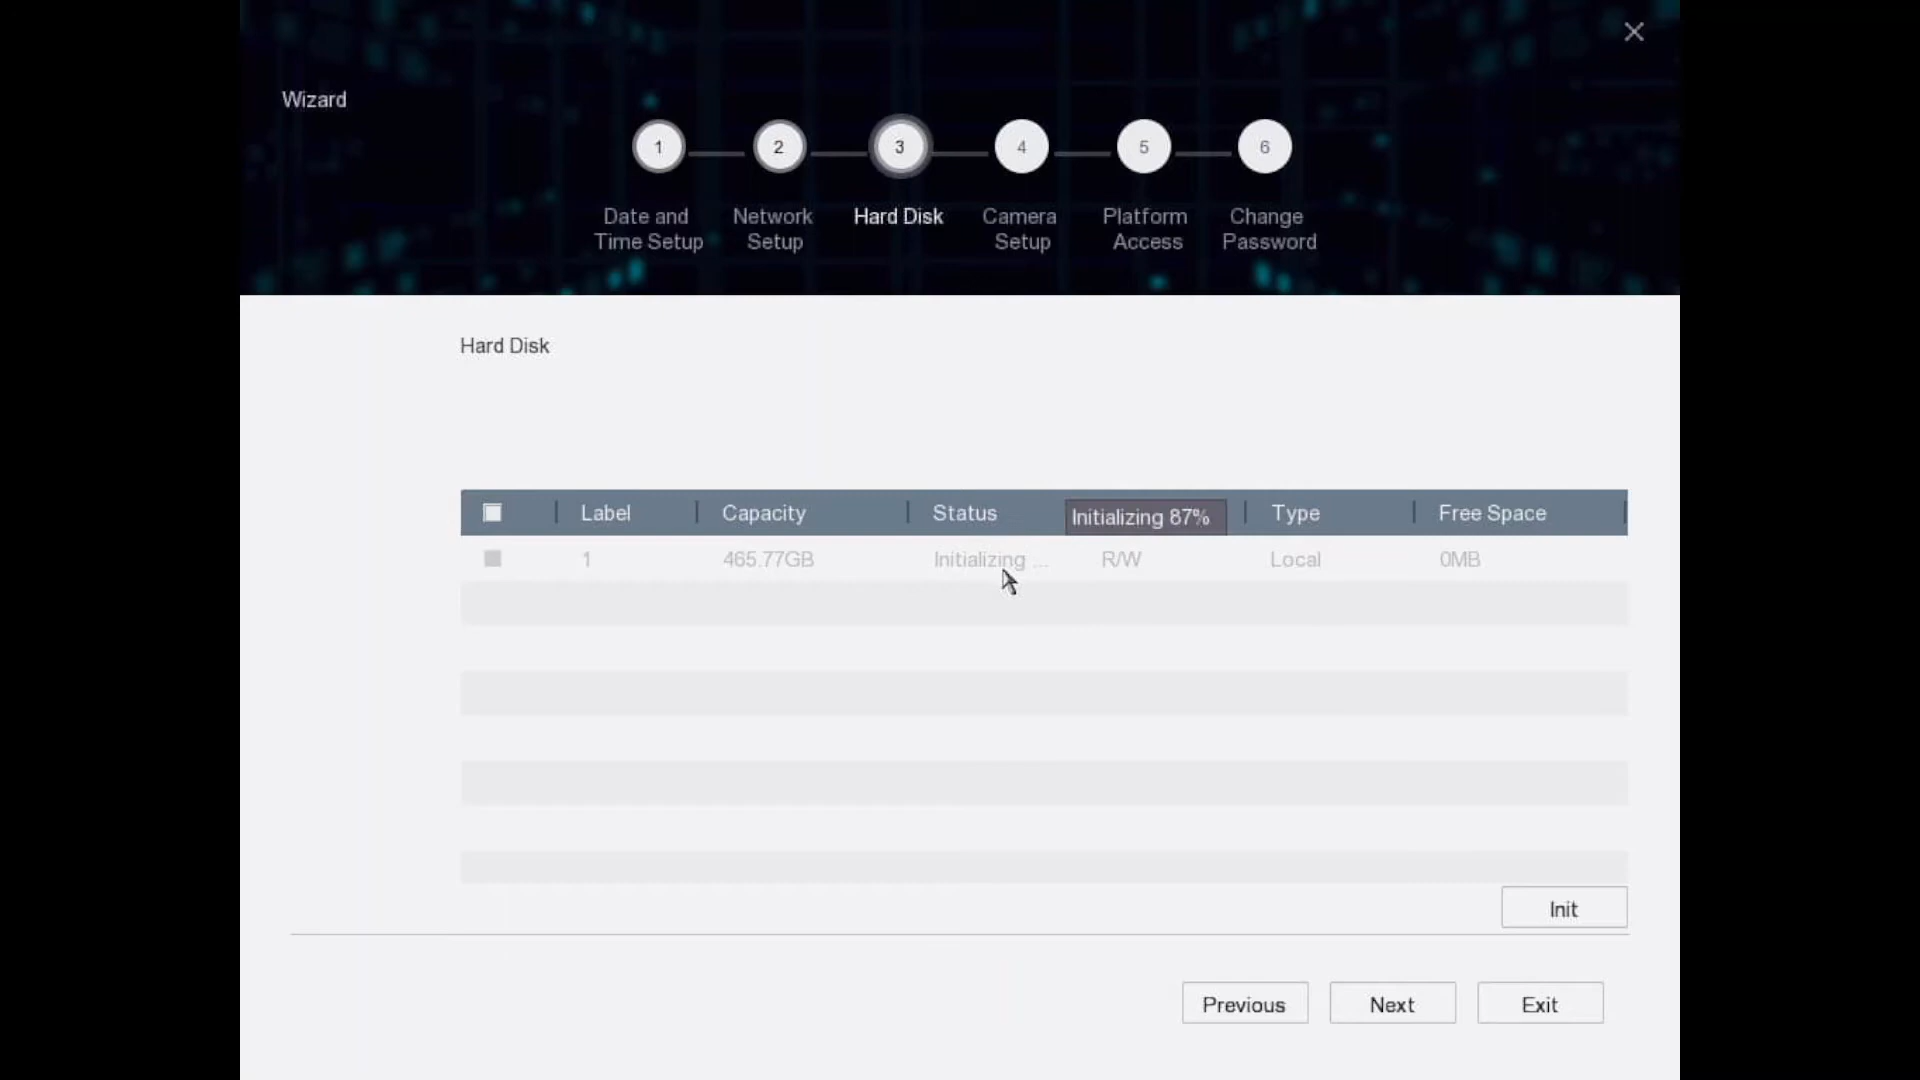 Wizard
1 2 3 4 5 6
Date and Time Setup
Network Setup
Hard Disk
Camera Setup
Platform Access
Change Password
Hard Disk
Label Capacity Status Initializing 87% Type Free Space
1 465.77GB Initializing ... R/W Local 0MB
Init
Previous Next Exit